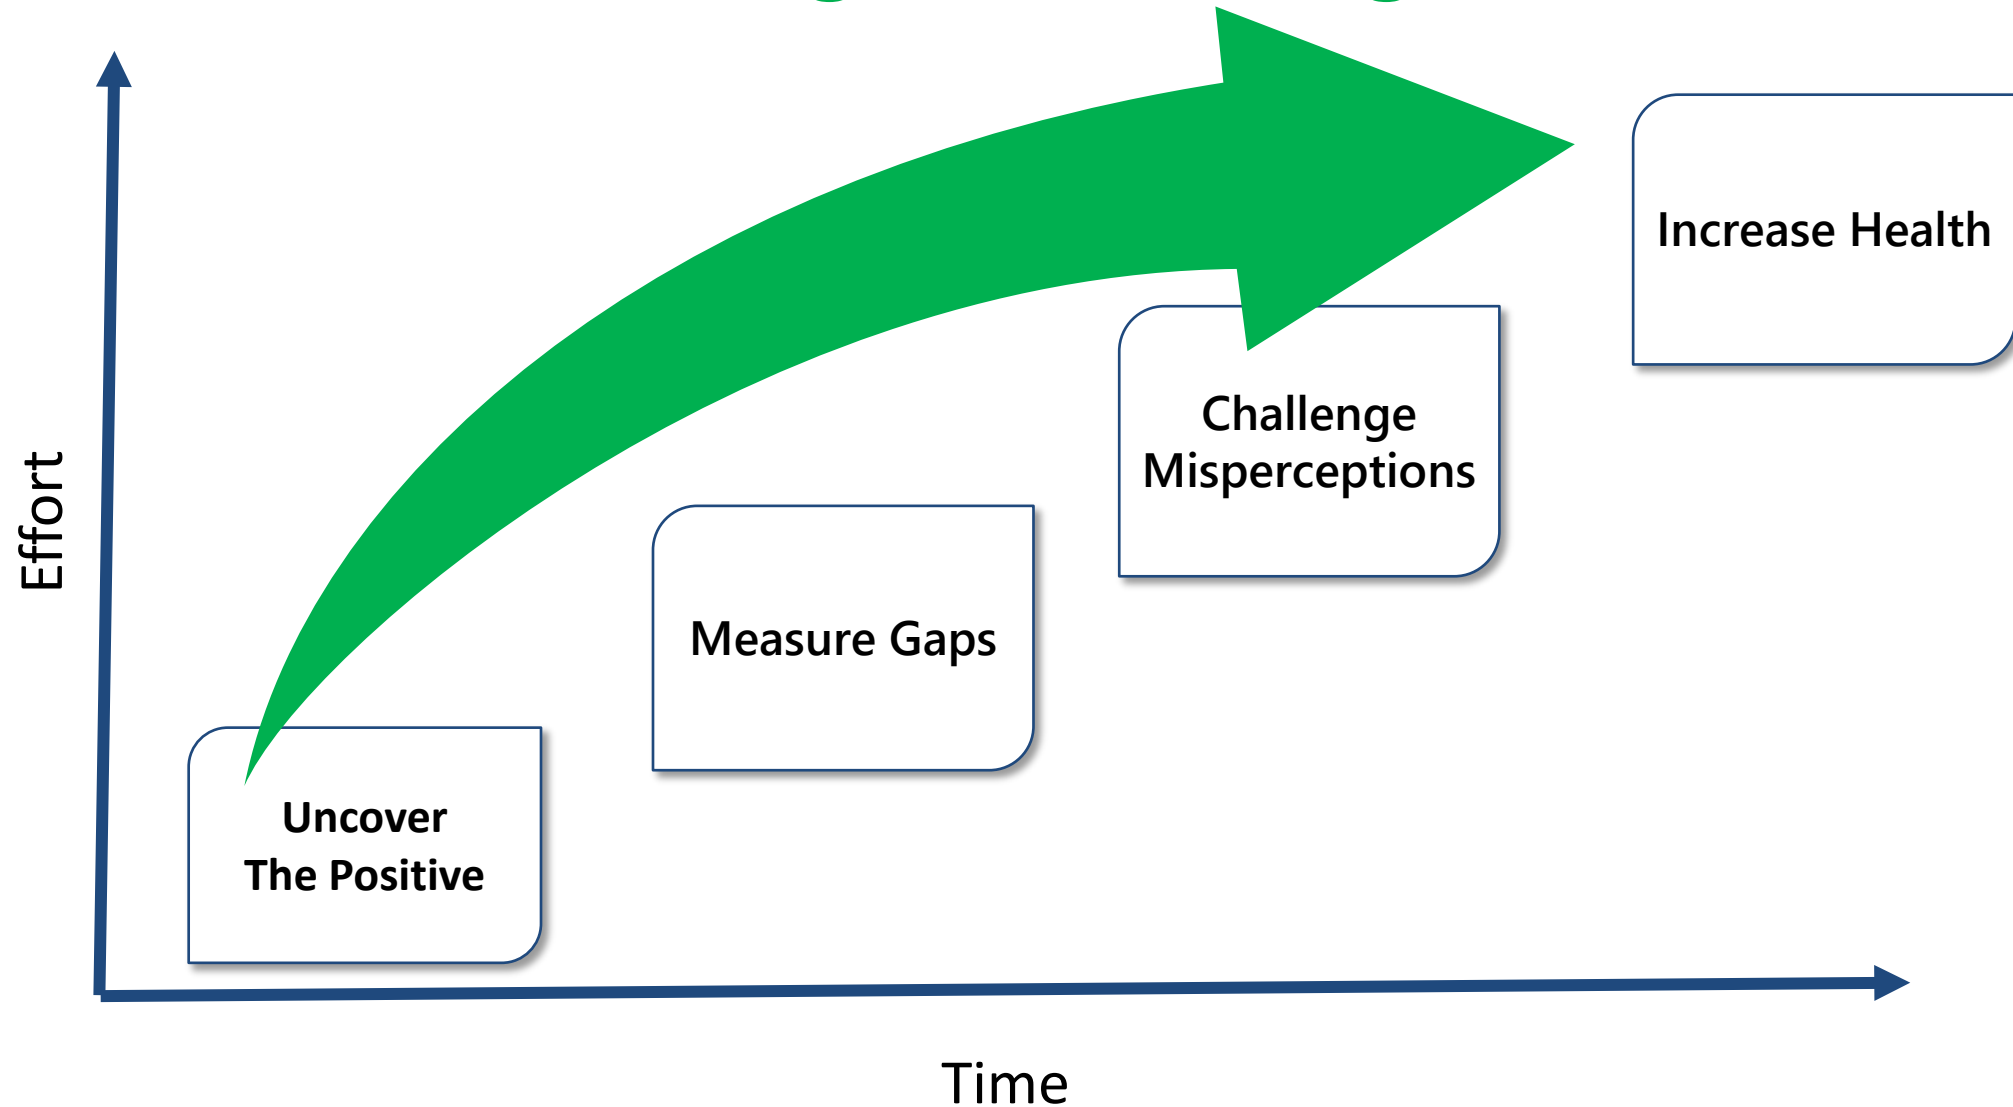 Increase Health
Challenge
Misperceptions
Measure Gaps
Uncover
The Positive
Effort
Time